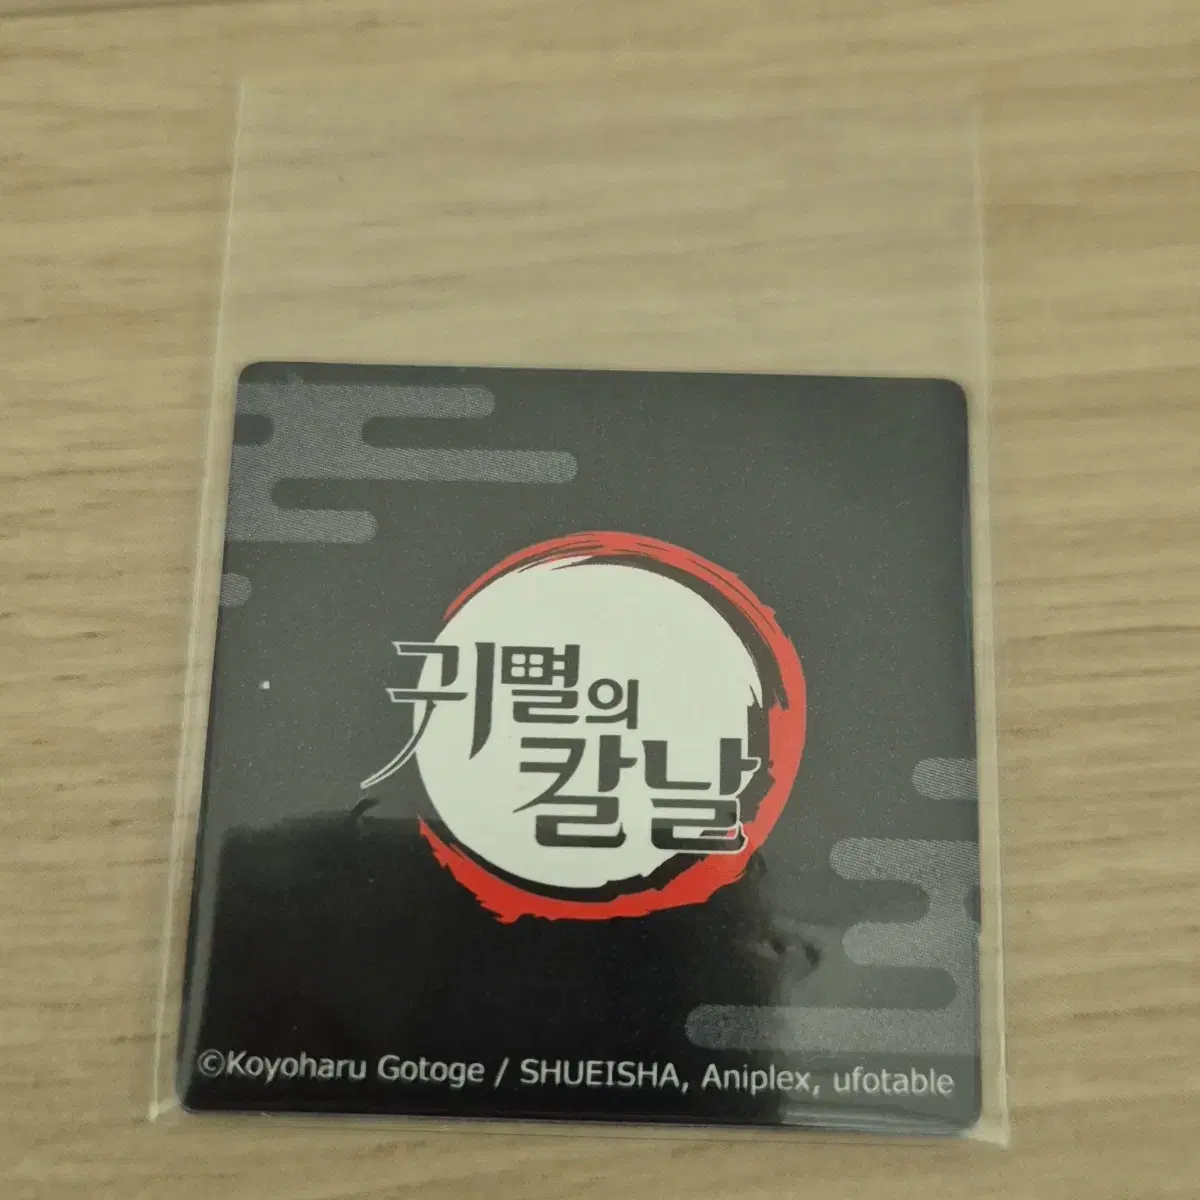 귀멸의
칼날
©Koyoharu Gotoge / SHUEISHA, Aniplex, ufotable